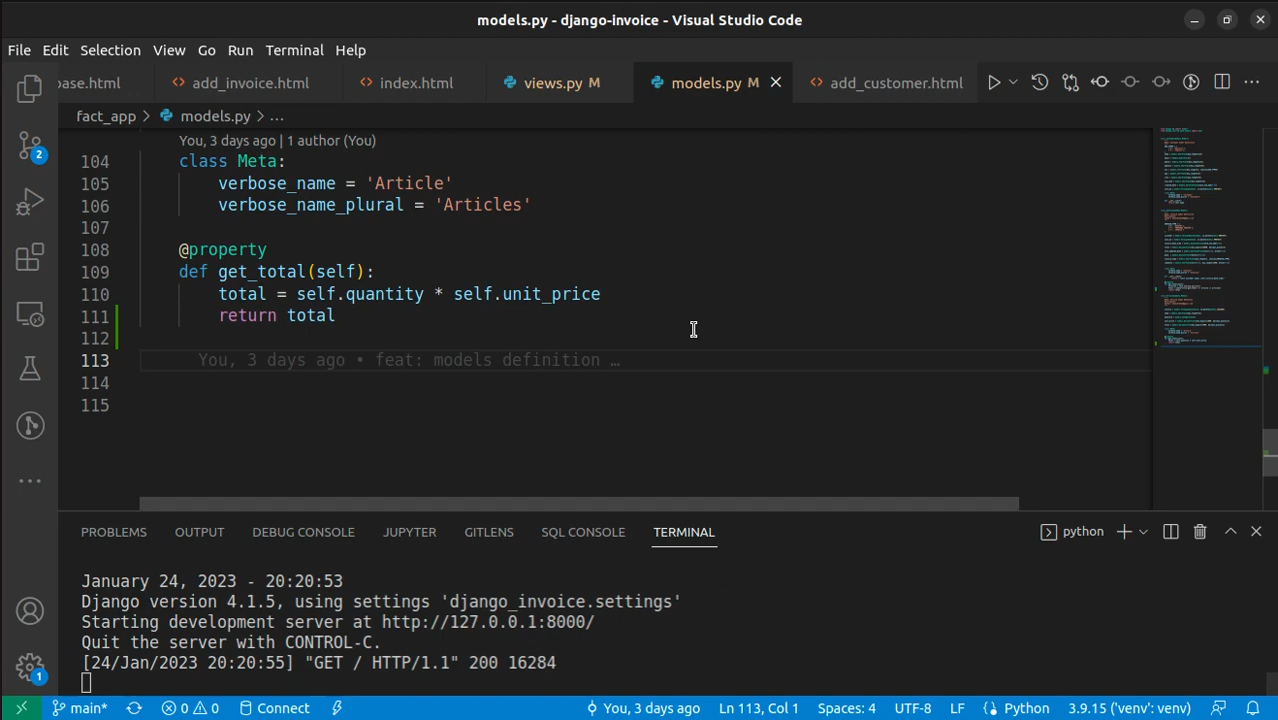 models.py - django-invoice - Visual Studio Code
File Edit Selection View Go Run Terminal Help
base.html add_invoice.html index.html views.py M models.py M add_customer.html
fact_app > models.py > ...
You, 3 days ago | 1 author (You)
104 class Meta:
105 verbose_name = 'Article'
106 verbose_name_plural = 'Articles'
107
108 @property
109 def get_total(self):
110 total = self.quantity * self.unit_price
111 return total
112
113 You, 3 days ago • feat: models definition …
114
115
PROBLEMS OUTPUT DEBUG CONSOLE JUPYTER GITLENS SQL CONSOLE TERMINAL python
January 24, 2023 - 20:20:53
Django version 4.1.5, using settings 'django_invoice.settings'
Starting development server at http://127.0.0.1:8000/
Quit the server with CONTROL-C.
[24/Jan/2023 20:20:55] "GET / HTTP/1.1" 200 16284
2
1
main* 0 0 Connect You, 3 days ago Ln 113, Col 1 Spaces: 4 UTF-8 LF Python 3.9.15 ('venv': venv)